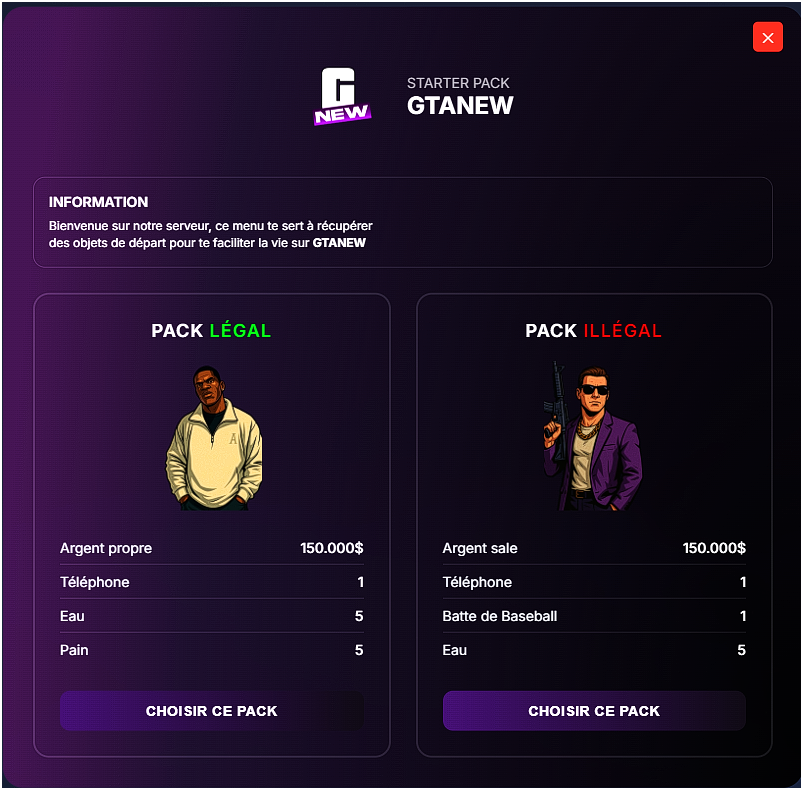 G
NEW
STARTER PACK
GTANEW
INFORMATION
Bienvenue sur notre serveur, ce menu te sert à récupérer
des objets de départ pour te faciliter la vie sur GTANEW
PACK LÉGAL
A
Argent propre 150.000$
Téléphone 1
Eau 5
Pain 5
CHOISIR CE PACK
PACK ILLÉGAL
Argent sale 150.000$
Téléphone 1
Batte de Baseball 1
Eau 5
CHOISIR CE PACK